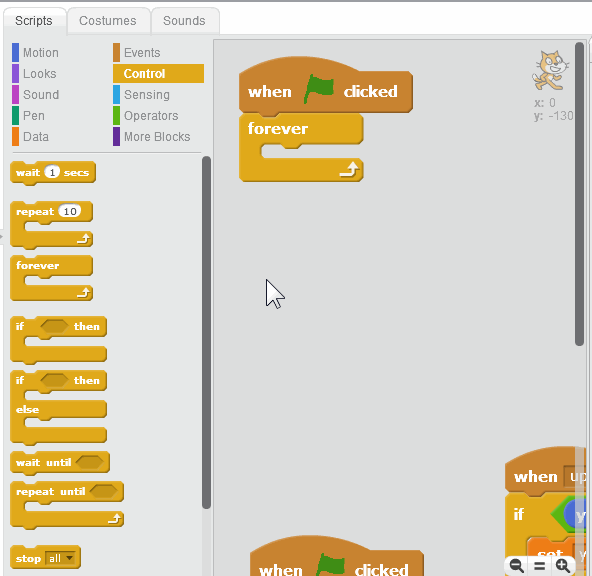 Scripts Costumes Sounds
Motion Events
Looks Control
Sound Sensing
Pen Operators
Data More Blocks
wait 1 secs
repeat 10
forever
if then
if then
else
wait until
repeat until
stop all
when clicked
forever
x: 0
y: -130
when up
if y
set y
when clicked